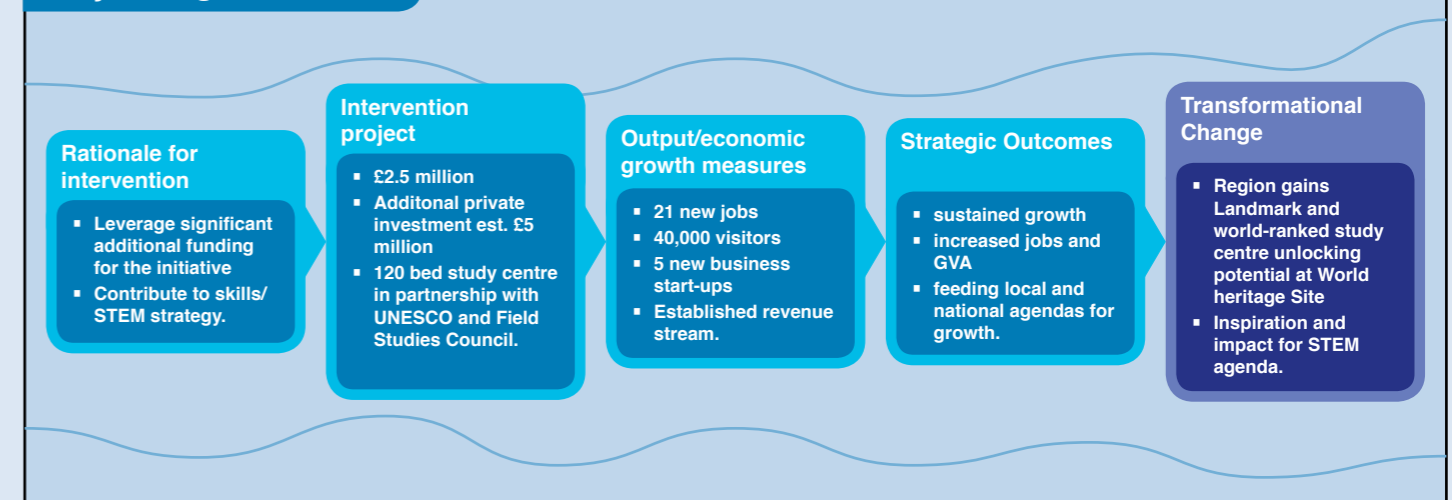 Rationale for
intervention
▪ Leverage significant
additional funding
for the initiative
▪ Contribute to skills/
STEM strategy.
Intervention
project
▪ £2.5 million
▪ Additonal private
investment est. £5
million
▪ 120 bed study centre
in partnership with
UNESCO and Field
Studies Council.
Output/economic
growth measures
▪ 21 new jobs
▪ 40,000 visitors
▪ 5 new business
start-ups
▪ Established revenue
stream.
Strategic Outcomes
▪ sustained growth
▪ increased jobs and
GVA
▪ feeding local and
national agendas for
growth.
Transformational
Change
▪ Region gains
Landmark and
world-ranked study
centre unlocking
potential at World
heritage Site
▪ Inspiration and
impact for STEM
agenda.